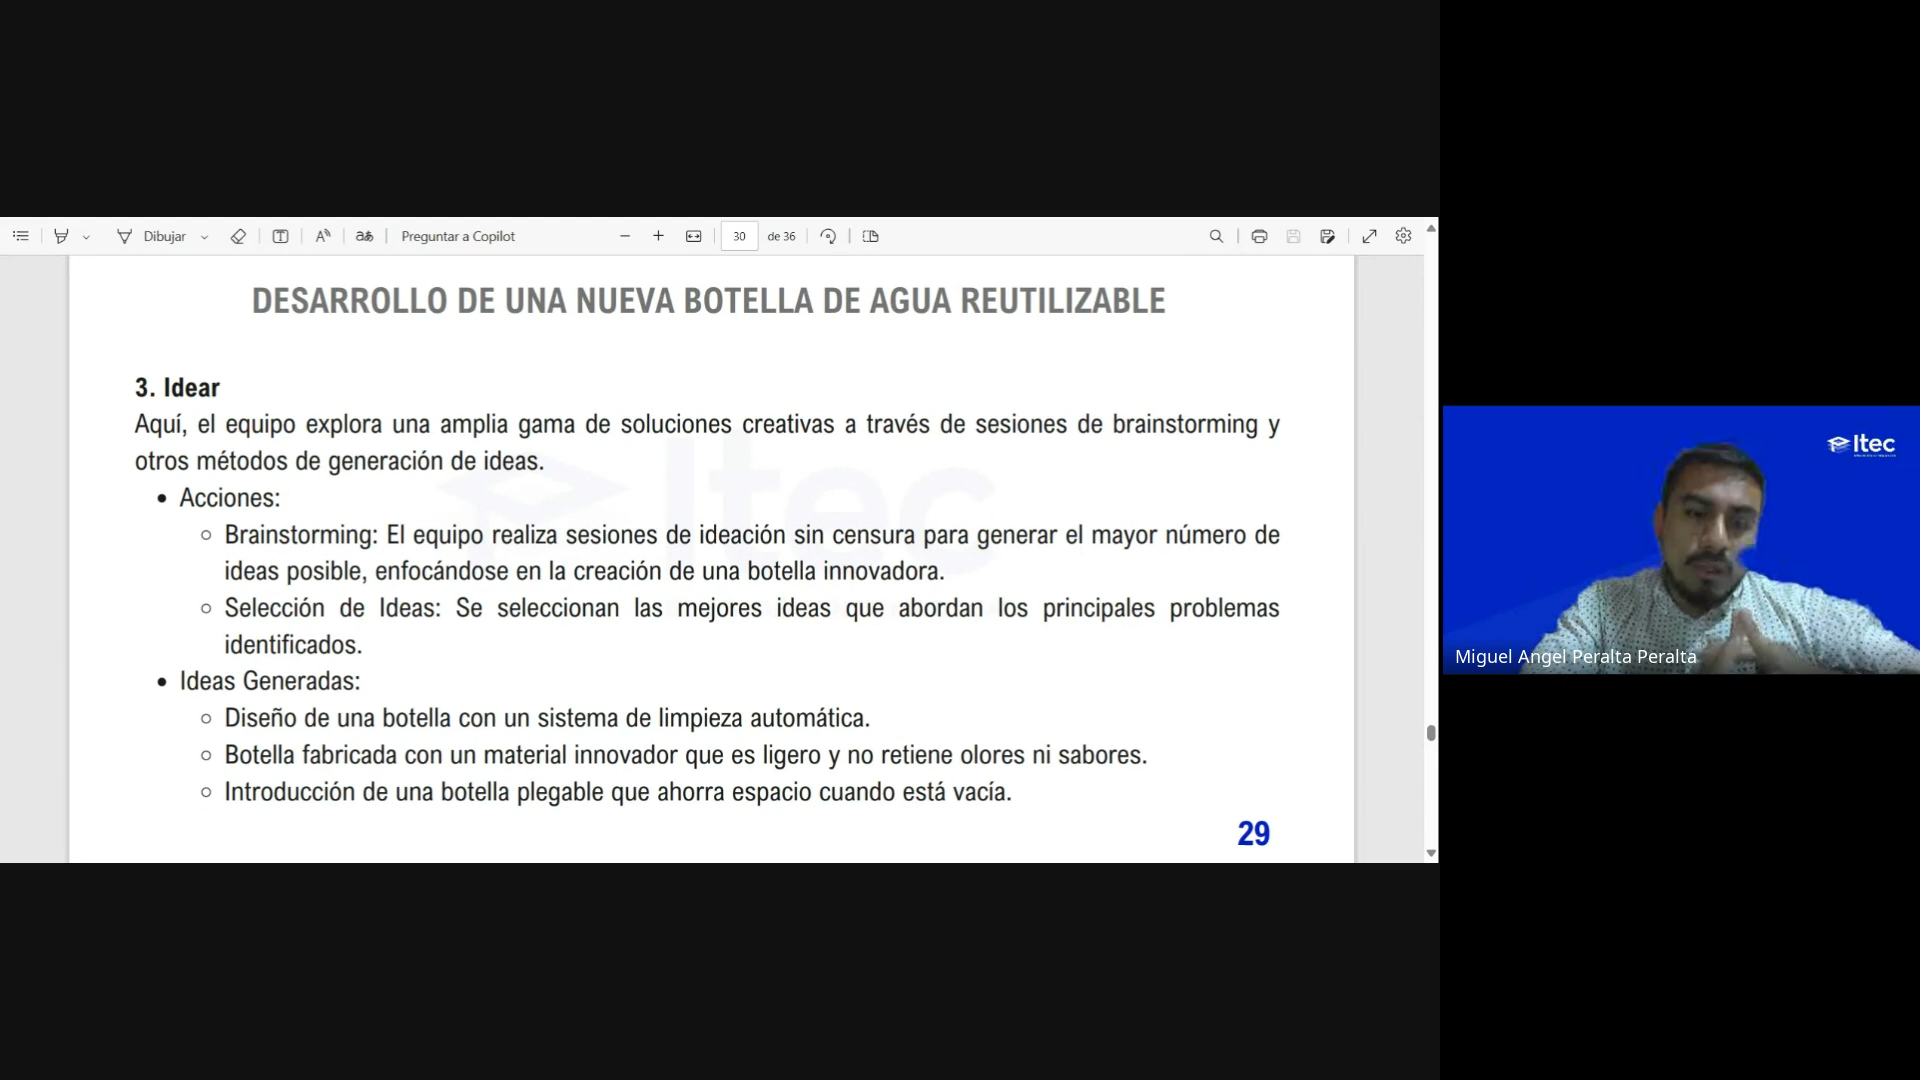 Dibujar
Preguntar a Copilot
30 de 36
DESARROLLO DE UNA NUEVA BOTELLA DE AGUA REUTILIZABLE
3. Idear
Aquí, el equipo explora una amplia gama de soluciones creativas a través de sesiones de brainstorming y
otros métodos de generación de ideas.
• Acciones:
○ Brainstorming: El equipo realiza sesiones de ideación sin censura para generar el mayor número de
ideas posible, enfocándose en la creación de una botella innovadora.
○ Selección de Ideas: Se seleccionan las mejores ideas que abordan los principales problemas
identificados.
• Ideas Generadas:
○ Diseño de una botella con un sistema de limpieza automática.
○ Botella fabricada con un material innovador que es ligero y no retiene olores ni sabores.
○ Introducción de una botella plegable que ahorra espacio cuando está vacía.
29
Itec
Itec
Miguel Angel Peralta Peralta